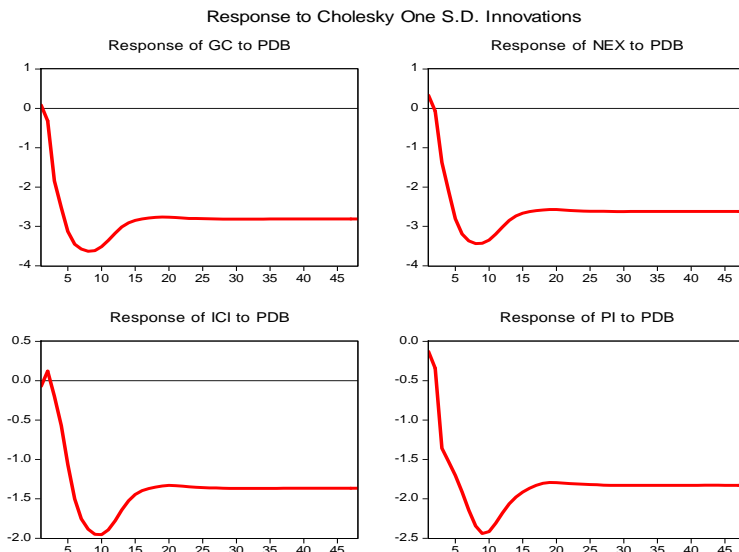 Response to Cholesky One S.D. Innovations
Response of GC to PDB
1
0
-1
-2
-3
-4
5 10 15 20 25 30 35 40 45
Response of NEX to PDB
1
0
-1
-2
-3
-4
5 10 15 20 25 30 35 40 45
Response of ICI to PDB
0.5
0.0
-0.5
-1.0
-1.5
-2.0
5 10 15 20 25 30 35 40 45
Response of PI to PDB
0.0
-0.5
-1.0
-1.5
-2.0
-2.5
5 10 15 20 25 30 35 40 45